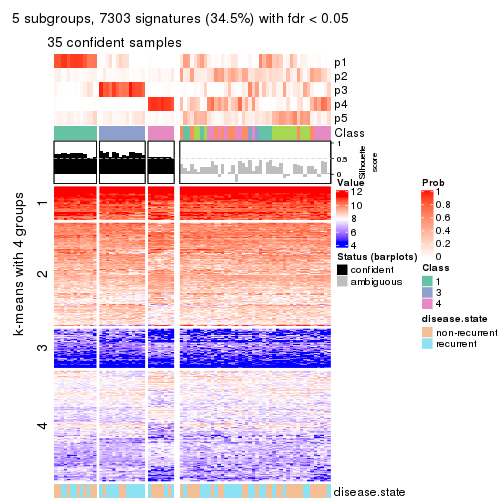 5 subgroups, 7303 signatures (34.5%) with fdr < 0.05
35 confident samples
p1
p2
p3
p4
p5
Class
1
0.5
0
Silhouette
score
k-means with 4 groups
1
2
3
4
Value
12
10
8
6
4
Status (barplots)
confident
ambiguous
Prob
1
0.8
0.6
0.4
0.2
0
Class
1
3
4
disease.state
non-recurrent
recurrent
disease.state